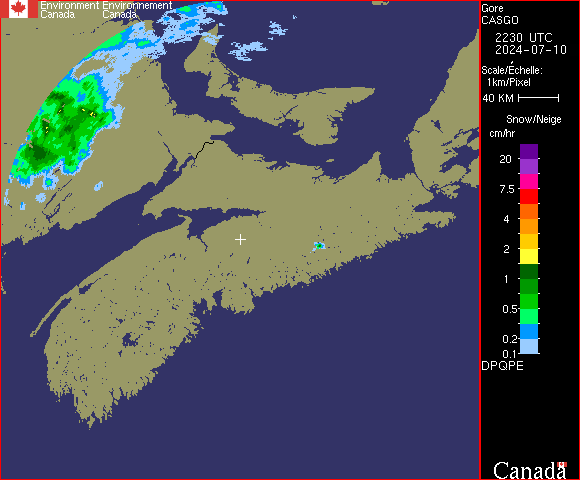 Environment Environnement
Canada Canada
Gore
CASGO
2230 UTC
2024-07-10
Scale/Échelle:
1km/Pixel
40 KM
Snow/Neige
cm/hr
20
7.5
4
2
1
0.5
0.2
0.1
DPQPE
Canada